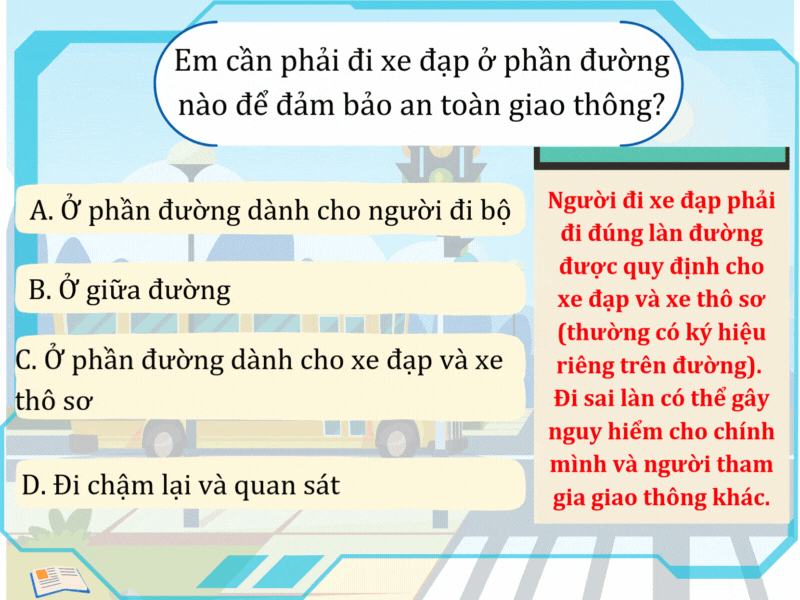 Em cần phải đi xe đạp ở phần đường
nào để đảm bảo an toàn giao thông?
A. Ở phần đường dành cho người đi bộ
B. Ở giữa đường
C. Ở phần đường dành cho xe đạp và xe
thô sơ
D. Đi chậm lại và quan sát
Người đi xe đạp phải
đi đúng làn đường
được quy định cho
xe đạp và xe thô sơ
(thường có ký hiệu
riêng trên đường).
Đi sai làn có thể gây
nguy hiểm cho chính
mình và người tham
gia giao thông khác.